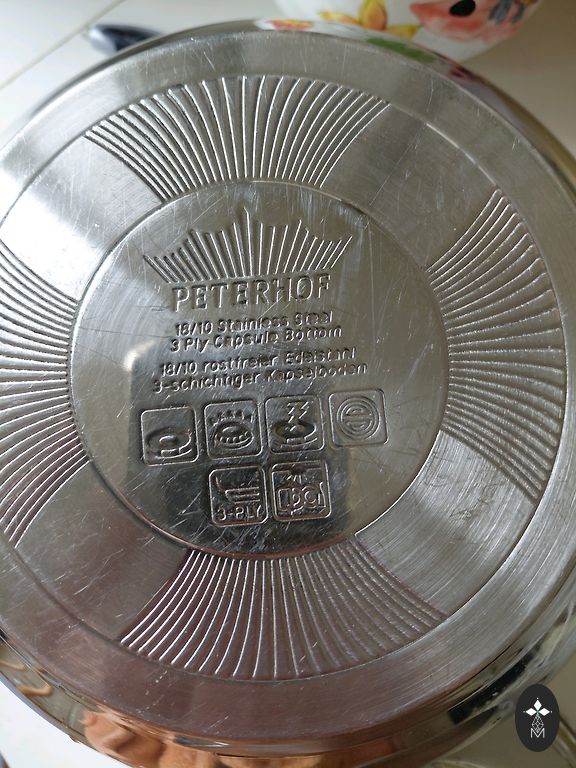 PETERHOF
18/10 Stainless Steel
3 Ply Capsule Bottom
18/10 rostfreier Edelstahl
3-schichtiger Kapselboden
3-PLY
M